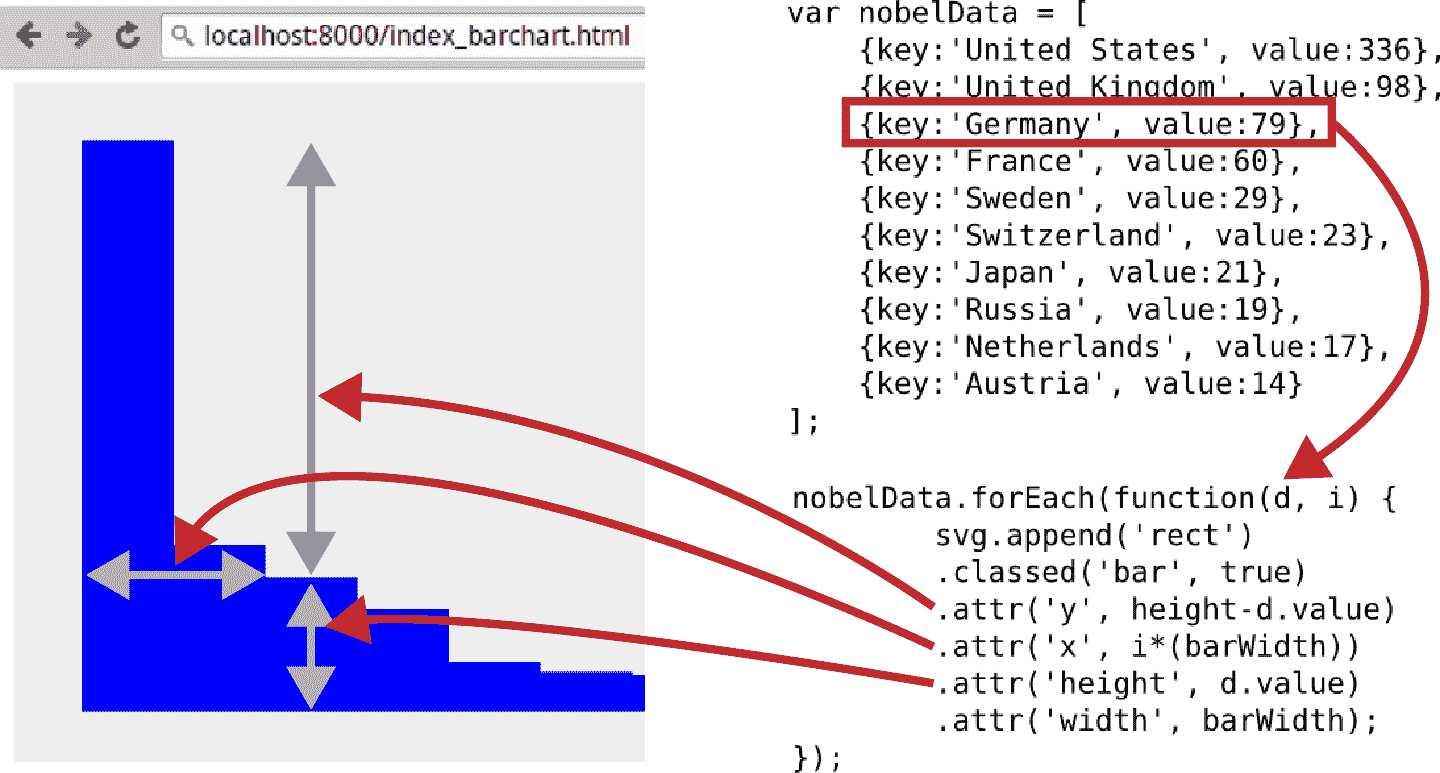 localhost:8000/index_barchart.html
var nobelData = [
{key:'United States', value:336},
{key:'United Kingdom', value:98},
{key:'Germany', value:79},
{key:'France', value:60},
{key:'Sweden', value:29},
{key:'Switzerland', value:23},
{key:'Japan', value:21},
{key:'Russia', value:19},
{key:'Netherlands', value:17},
{key:'Austria', value:14}
];
nobelData.forEach(function(d, i) {
svg.append('rect')
.classed('bar', true)
.attr('y', height-d.value)
.attr('x', i*(barWidth))
.attr('height', d.value)
.attr('width', barWidth);
});